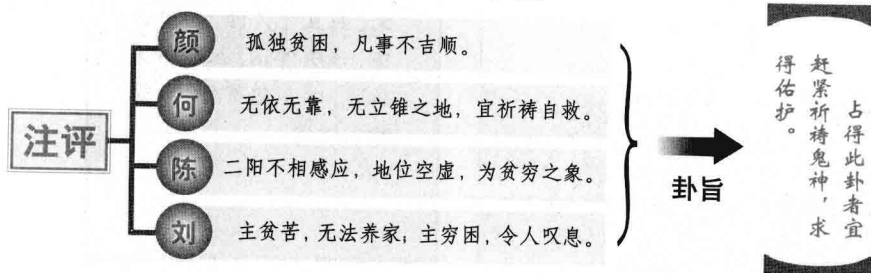 注评
颜
孤独贫困，凡事不吉顺。
何
无依无靠，无立锥之地，宜祈祷自救。
陈
二阳不相感应，地位空虚，为贫穷之象。
刘
主贫苦，无法养家；主穷困，令人叹息。
卦旨
占得此卦者宜
赶紧祈祷鬼神，求
得佑护。